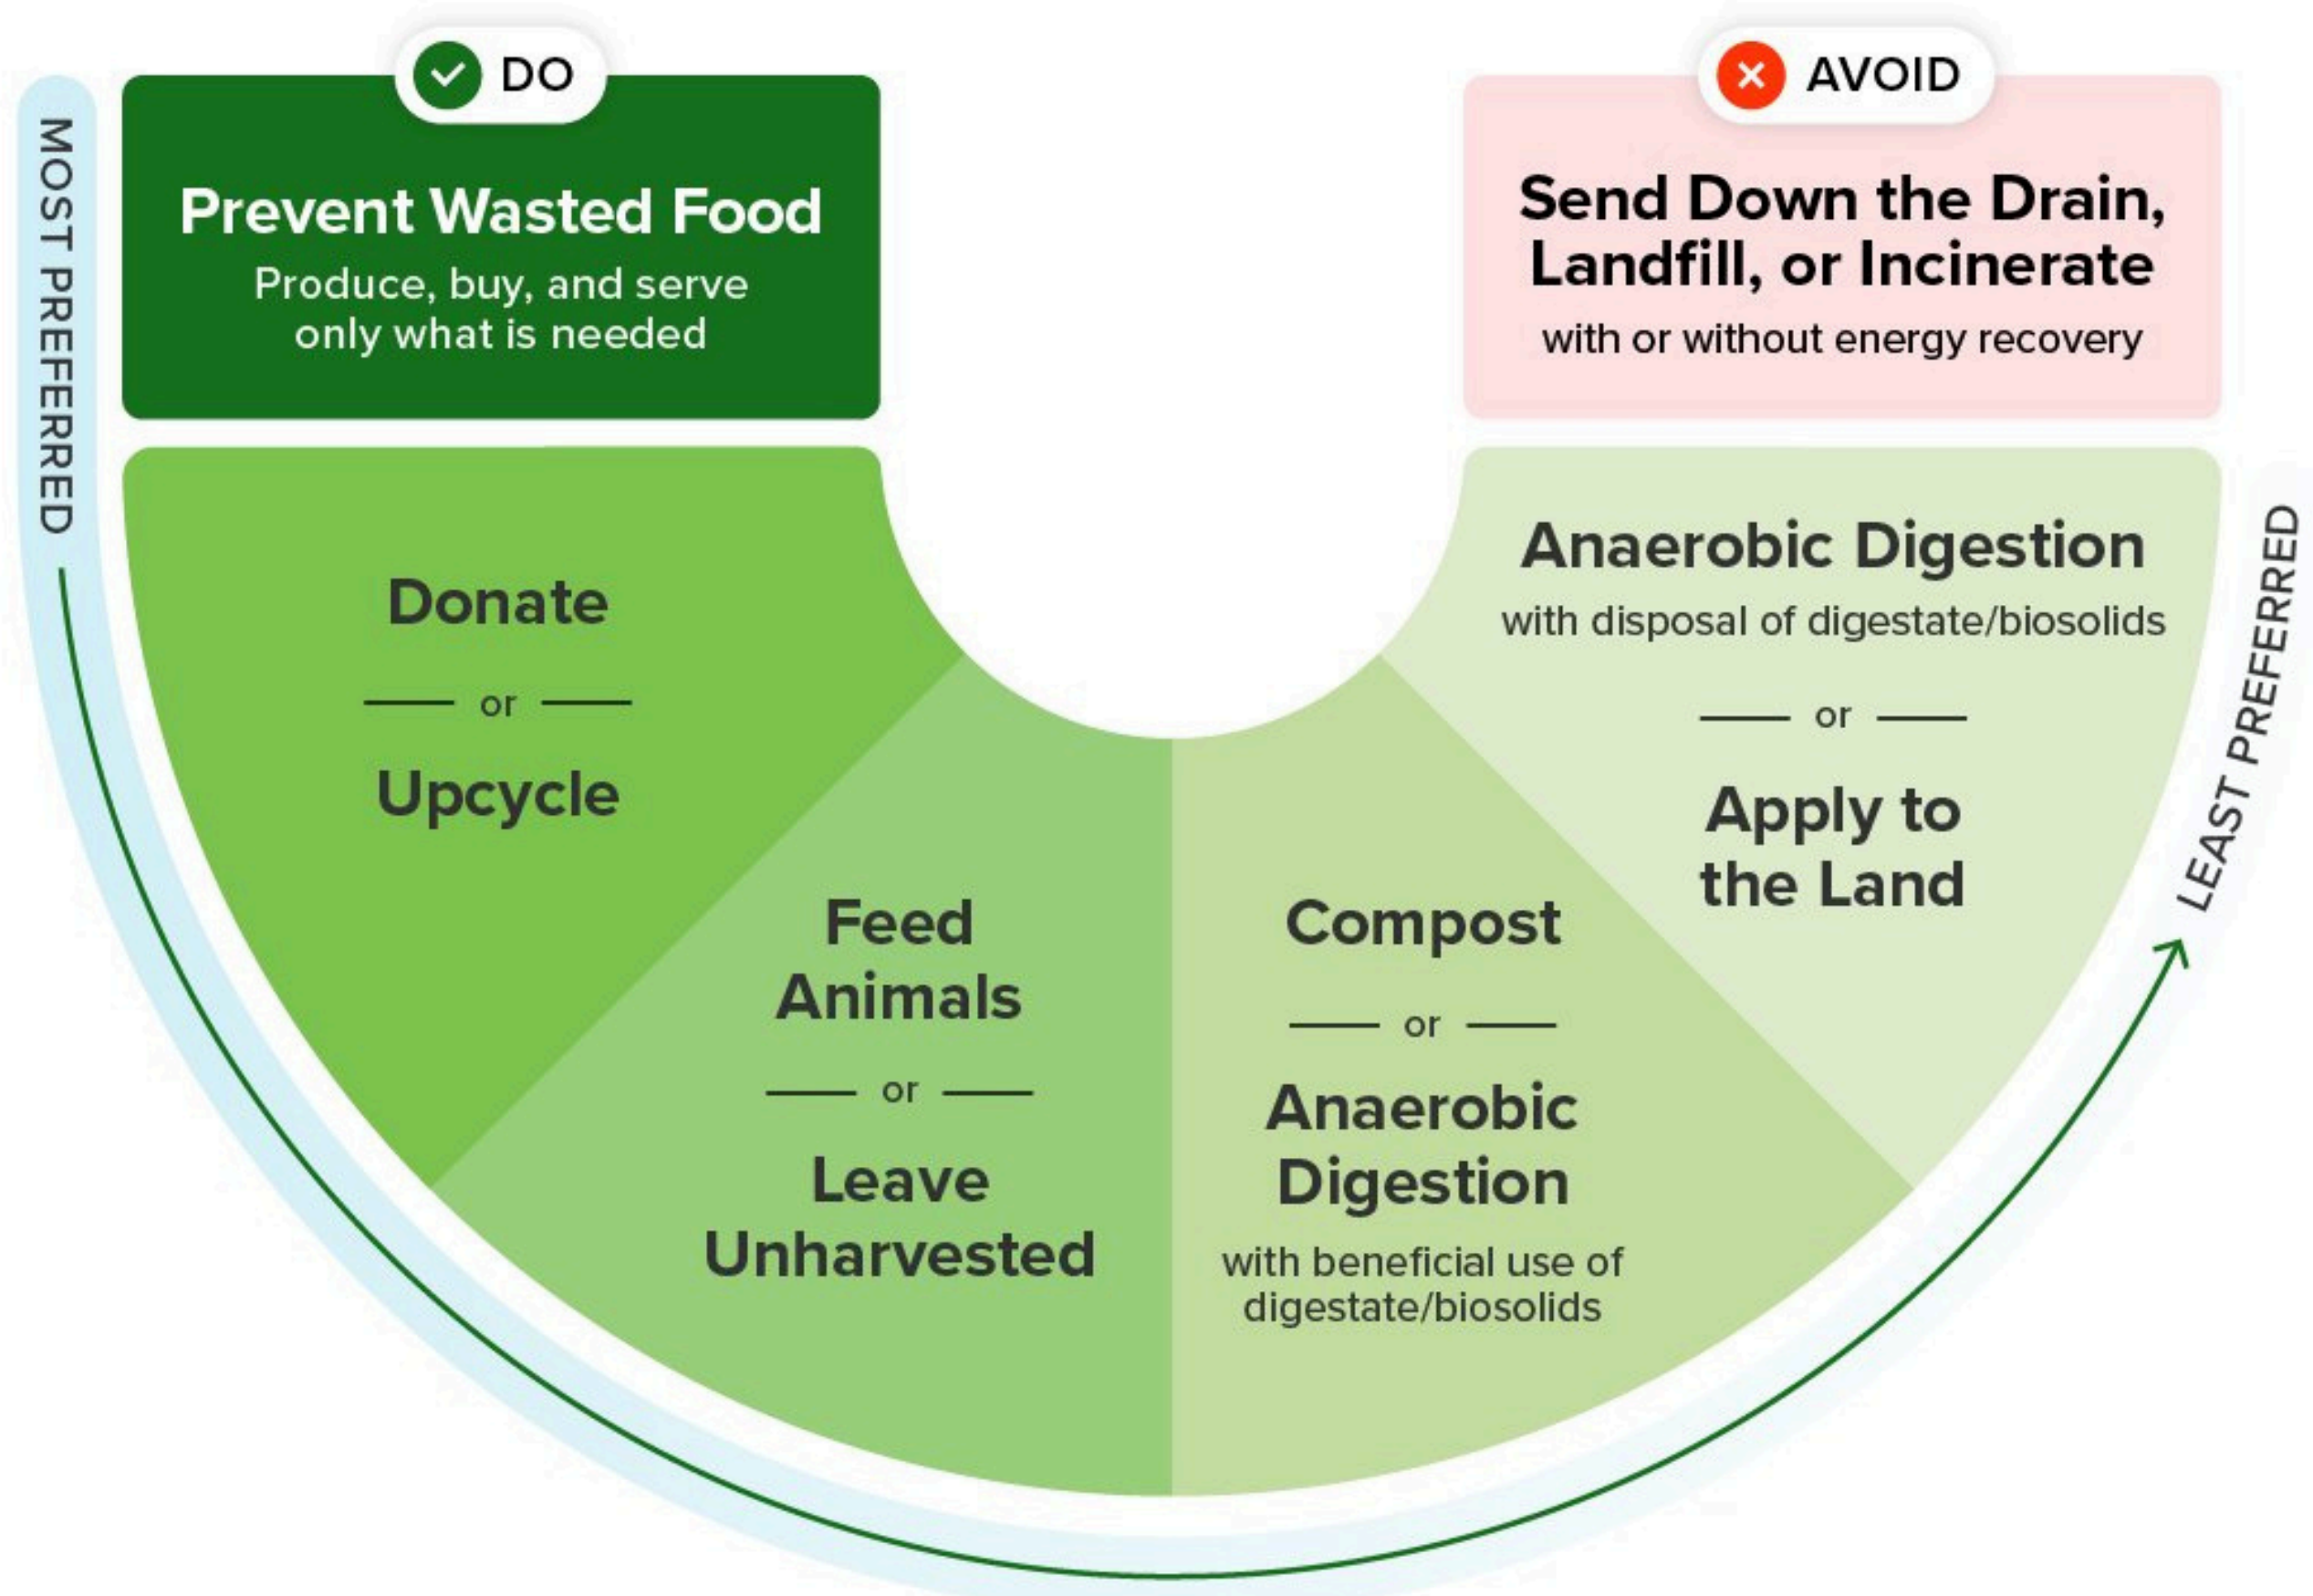 MOST PREFERRED
DO
Prevent Wasted Food
Produce, buy, and serve
only what is needed
Donate
or
Upcycle
Feed
Animals
or
Leave
Unharvested
Compost
or
Anaerobic
Digestion
with beneficial use of
digestate/biosolids
Anaerobic Digestion
with disposal of digestate/biosolids
or
Apply to
the Land
LEAST PREFERRED
AVOID
Send Down the Drain,
Landfill, or Incinerate
with or without energy recovery